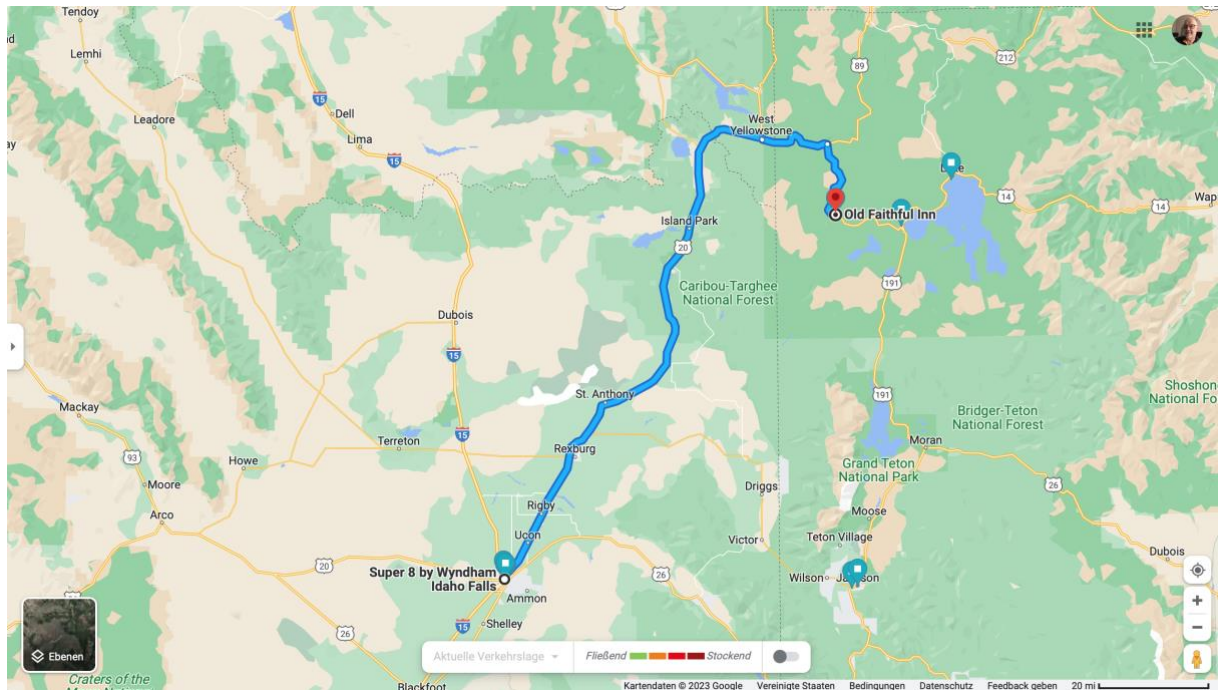 Tendoy
Lemhi
Leadore
Dell
Lima
15
15
15
15
15
89
212
West
Yellowstone
Old Faithful Inn
14
14
Wap
Island Park
20
191
Caribou-Targhee
National Forest
Dubois
St. Anthony
Mackay
93
Howe
Terreton
Rexburg
191
Bridger-Teton
National Forest
Shoshon
National Fo
Moran
Grand Teton
National Park
26
Moore
Arco
Rigby
Driggs
Moose
Ucon
Victor
Teton Village
Dubois
20
Super 8 by Wyndham
Idaho Falls
26
Wilson
Ammon
Shelley
26
Blackfoot
Craters of the
Ebenen
Aktuelle Verkehrslage
Fließend
Stockend
Kartendaten © 2023 Google Vereinigte Staaten Bedingungen Datenschutz Feedback geben 20 mi